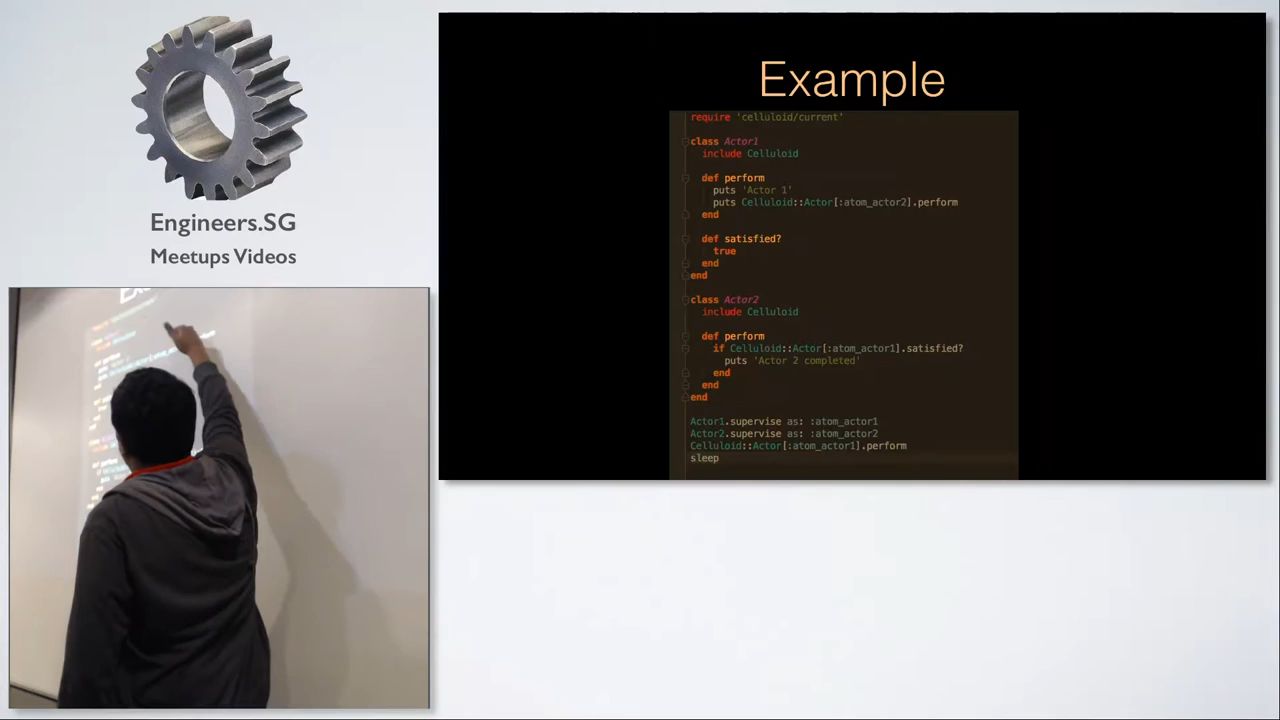 Engineers.SG
Meetups Videos
Example
require 'celluloid/current'
class Actor1
include Celluloid
def perform
puts 'Actor 1'
puts Celluloid::Actor[:atom_actor2].perform
end
def satisfied?
true
end
end
class Actor2
include Celluloid
def perform
if Celluloid::Actor[:atom_actor1].satisfied?
puts 'Actor 2 completed'
end
end
end
Actor1.supervise as: :atom_actor1
Actor2.supervise as: :atom_actor2
Celluloid::Actor[:atom_actor1].perform
sleep